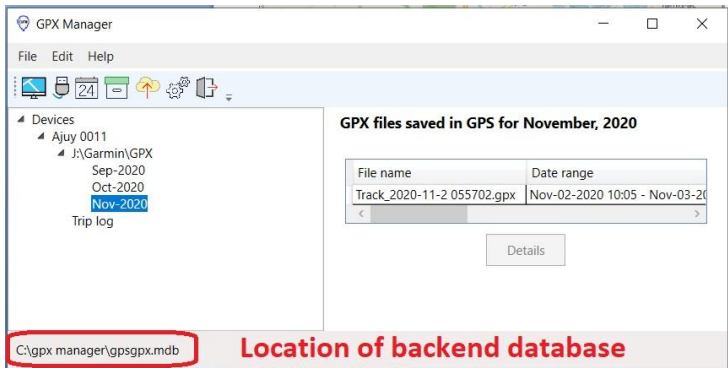 GPX Manager
File Edit Help
24
Devices
Ajuy 0011
J:\Garmin\GPX
Sep-2020
Oct-2020
Nov-2020
Trip log
GPX files saved in GPS for November, 2020
File name Date range
Track_2020-11-2 055702.gpx Nov-02-2020 10:05 - Nov-03-20
Details
C:\gpx manager\gpsgpx.mdb
Location of backend database